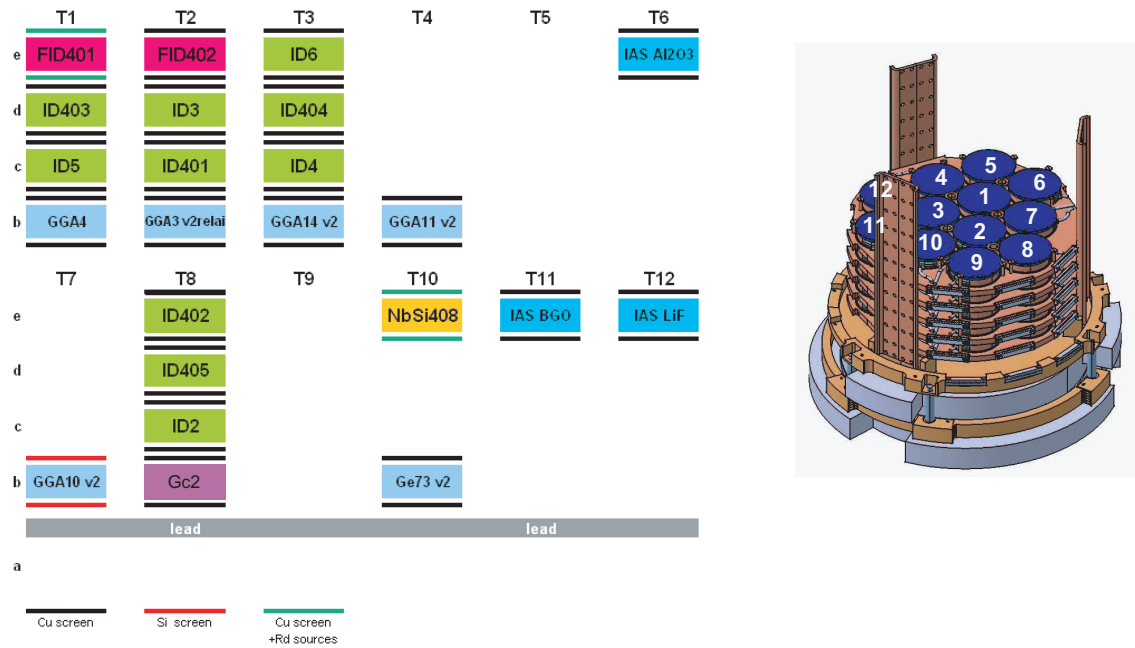 T1 T2 T3 T4 T5 T6
e FID401 FID402 ID6 IAS Al2O3
d ID403 ID3 ID404
c ID5 ID401 ID4
b GGA4 GGA3 v2relai GGA14 v2 GGA11 v2
T7 T8 T9 T10 T11 T12
e ID402 NbSi408 IAS BGO IAS LiF
d ID405
c ID2
b GGA10 v2 Gc2 Ge73 v2
lead lead
a
Cu screen Si screen Cu screen
+Rd sources
5
4 6
12 1
3 7
11 2
10 8
9